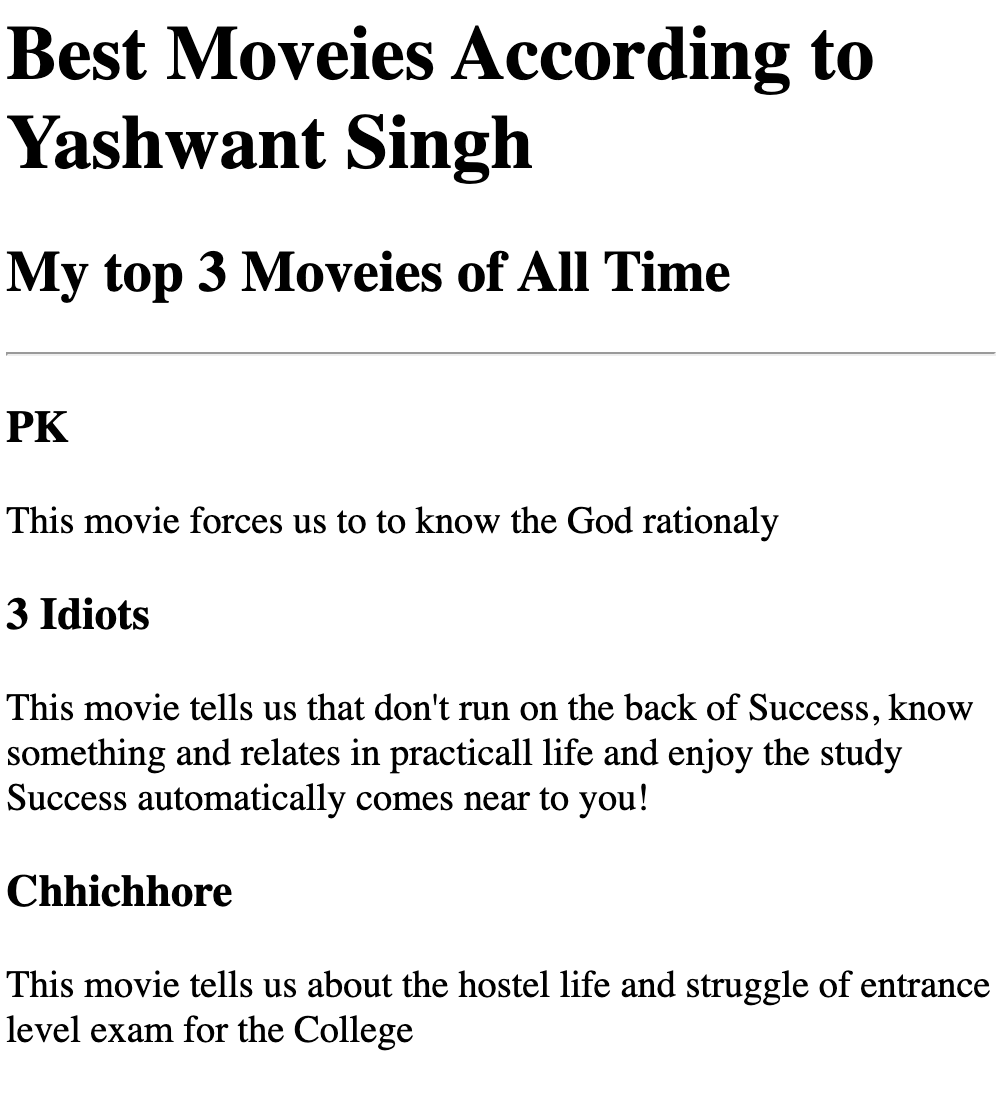 Best Moveies According to
Yashwant Singh
My top 3 Moveies of All Time
PK
This movie forces us to to know the God rationaly
3 Idiots
This movie tells us that don't run on the back of Success, know
something and relates in practicall life and enjoy the study
Success automatically comes near to you!
Chhichhore
This movie tells us about the hostel life and struggle of entrance
level exam for the College